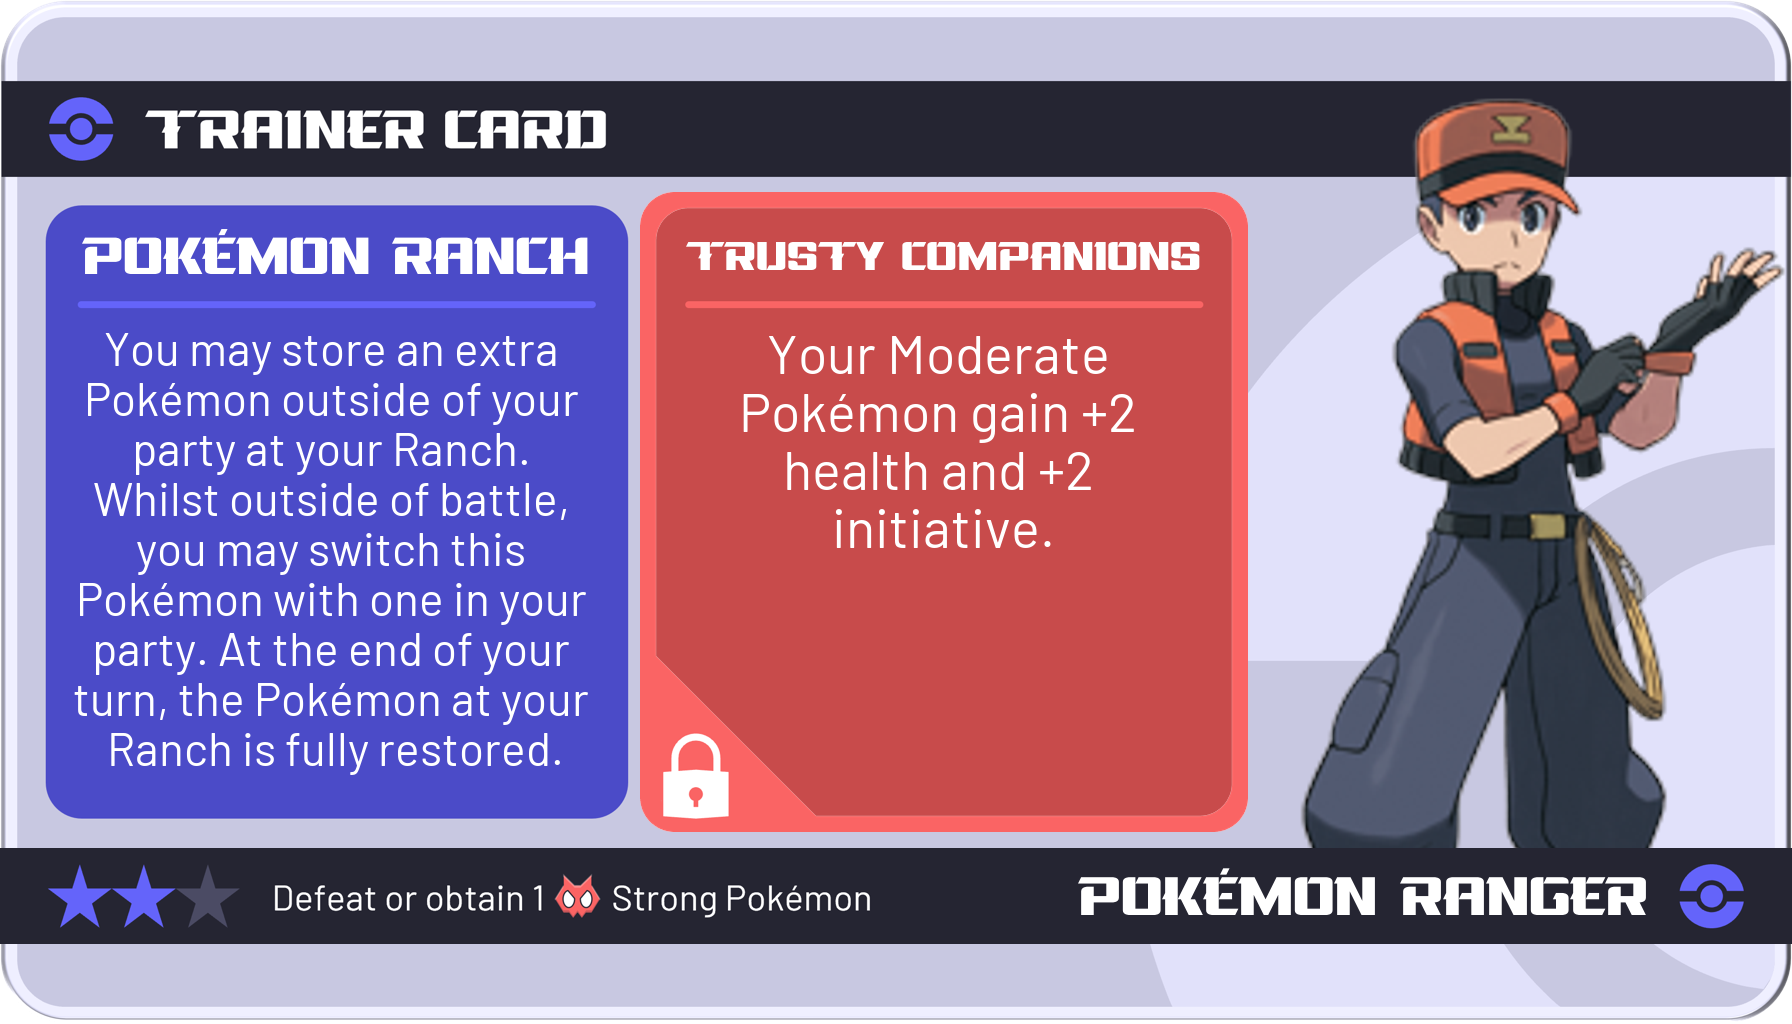 TRAINER CARD
POKÉMON RANCH
You may store an extra
Pokémon outside of your
party at your Ranch.
Whilst outside of battle,
you may switch this
Pokémon with one in your
party. At the end of your
turn, the Pokémon at your
Ranch is fully restored.
TRUSTY COMPANIONS
Your Moderate
Pokémon gain +2
health and +2
initiative.
Defeat or obtain 1 Strong Pokémon
POKÉMON RANGER